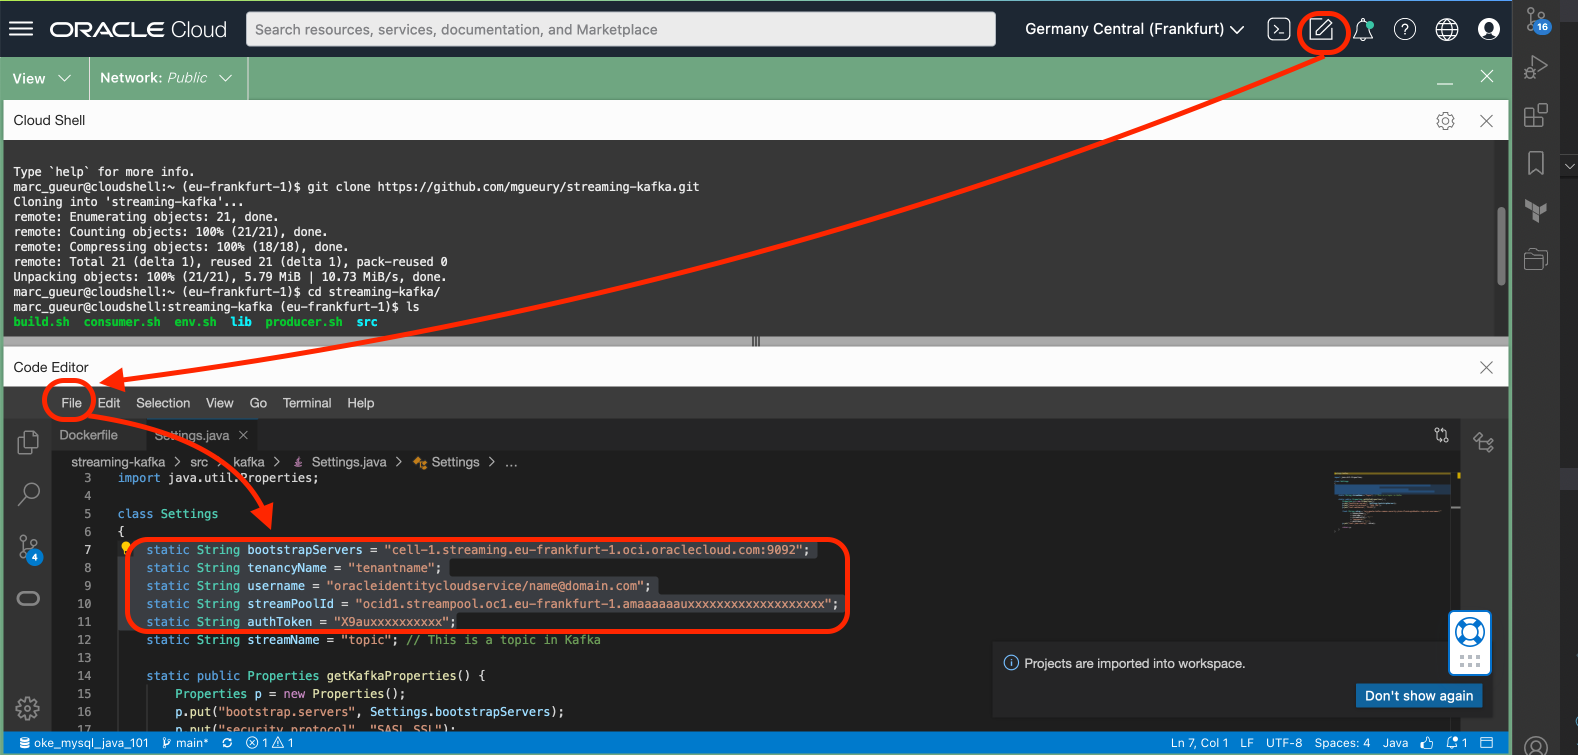 ORACLE Cloud
Search resources, services, documentation, and Marketplace
Germany Central (Frankfurt)
16
View
Network: Public
Cloud Shell
Type `help` for more info.
marc_gueur@cloudshell:~ (eu-frankfurt-1)$ git clone https://github.com/mgueury/streaming-kafka.git
Cloning into 'streaming-kafka'...
remote: Enumerating objects: 21, done.
remote: Counting objects: 100% (21/21), done.
remote: Compressing objects: 100% (18/18), done.
remote: Total 21 (delta 1), reused 21 (delta 1), pack-reused 0
Unpacking objects: 100% (21/21), 5.79 MiB | 10.73 MiB/s, done.
marc_gueur@cloudshell:~ (eu-frankfurt-1)$ cd streaming-kafka/
marc_gueur@cloudshell:streaming-kafka (eu-frankfurt-1)$ ls
build.sh consumer.sh env.sh lib producer.sh src
Code Editor
File Edit Selection View Go Terminal Help
Dockerfile Settings.java
streaming-kafka > src > kafka > Settings.java > Settings > ...
3 import java.util.Properties;
4
5 class Settings
6 {
7 static String bootstrapServers = "cell-1.streaming.eu-frankfurt-1.oci.oraclecloud.com:9092";
8 static String tenancyName = "tenantname";
9 static String username = "oracleidentitycloudservice/name@domain.com";
10 static String streamPoolId = "ocid1.streampool.oc1.eu-frankfurt-1.amaaaaaauxxxxxxxxxxxxxxxxxxx";
11 static String authToken = "X9auxxxxxxxxxx";
12 static String streamName = "topic"; // This is a topic in Kafka
13
14 static public Properties getKafkaProperties() {
15 Properties p = new Properties();
16 p.put("bootstrap.servers", Settings.bootstrapServers);
17 p.put("security.protocol", "SASL_SSL");
4
Projects are imported into workspace.
Don't show again
oke_mysql_java_101 main* 1 1 Ln 7, Col 1 LF UTF-8 Spaces: 4 Java 1